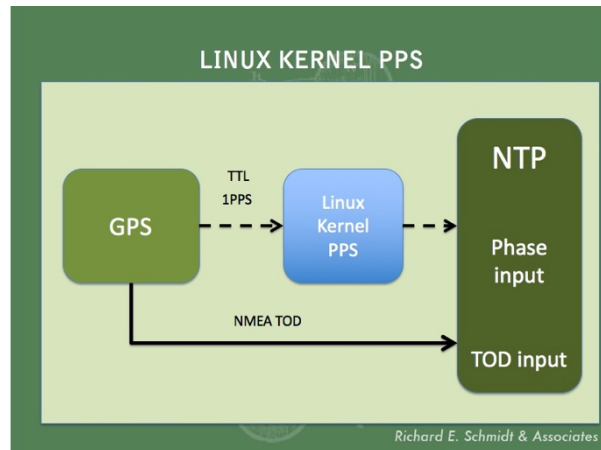 LINUX KERNEL PPS
TTL
1PPS
GPS
Linux
Kernel
PPS
NTP
Phase
input
NMEA TOD
TOD input
Richard E. Schmidt & Associates